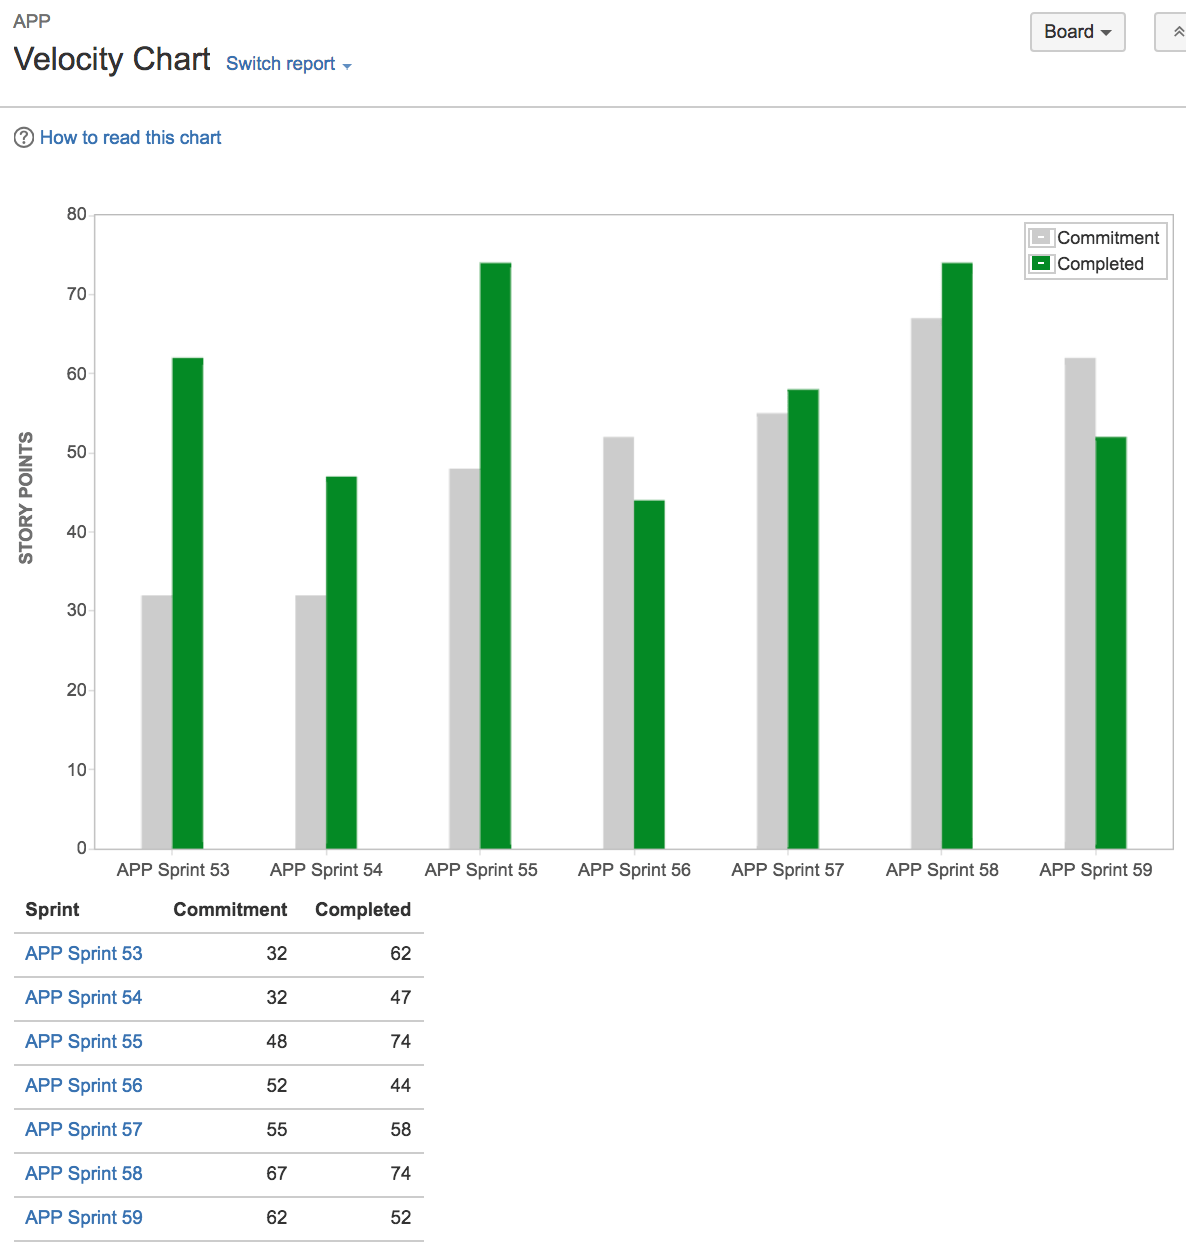 APP
Board
Velocity Chart Switch report
How to read this chart
80
70
60
50
40
30
20
10
0
STORY POINTS
Commitment
Completed
APP Sprint 53 APP Sprint 54 APP Sprint 55 APP Sprint 56 APP Sprint 57 APP Sprint 58 APP Sprint 59
Sprint Commitment Completed
APP Sprint 53 32 62
APP Sprint 54 32 47
APP Sprint 55 48 74
APP Sprint 56 52 44
APP Sprint 57 55 58
APP Sprint 58 67 74
APP Sprint 59 62 52